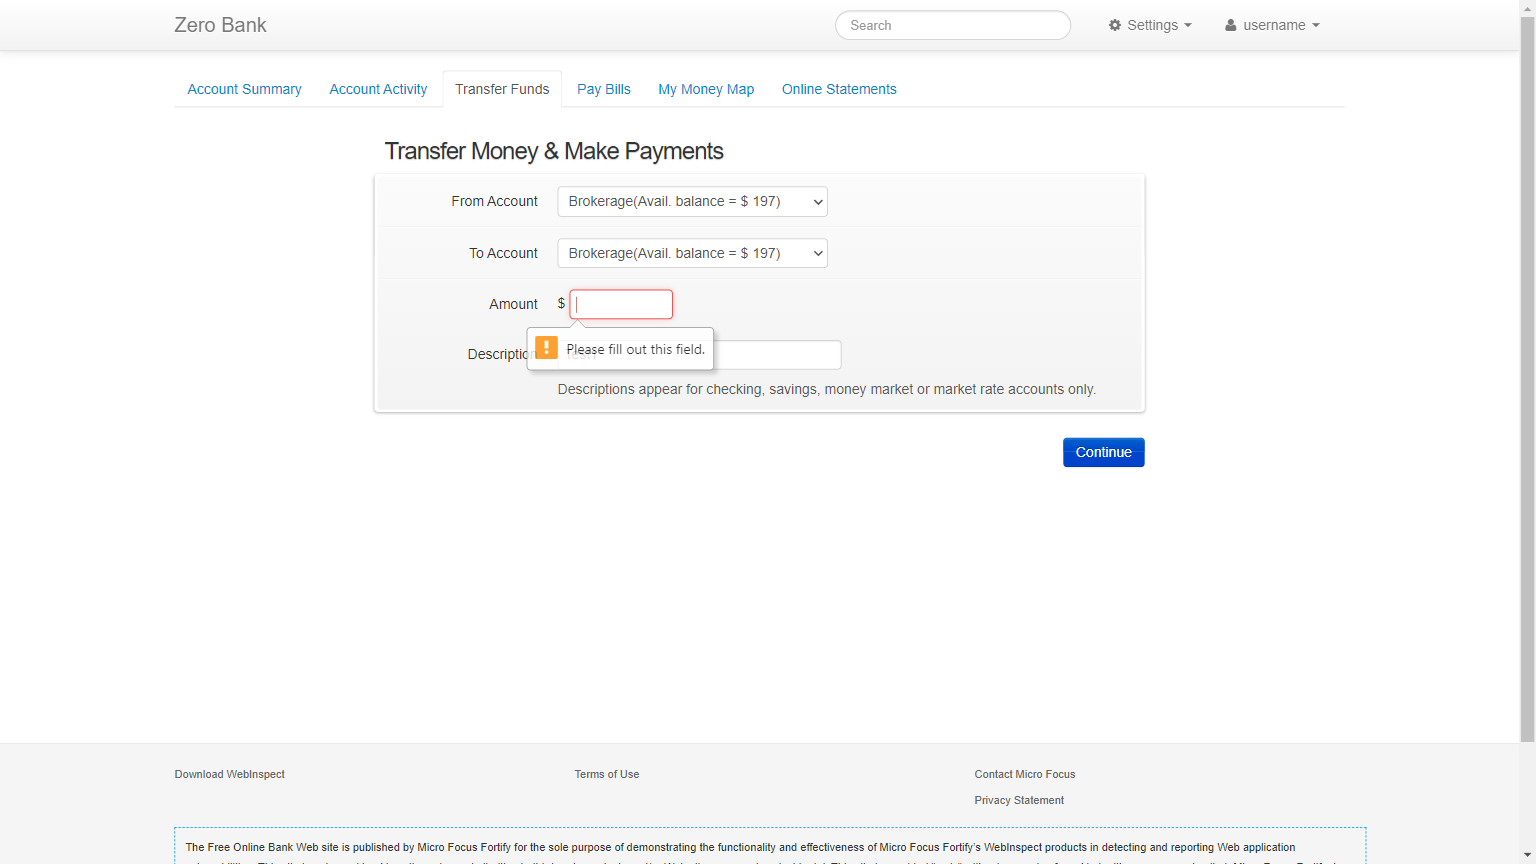 Zero Bank
Search
Settings
username
Account Summary
Account Activity
Transfer Funds
Pay Bills
My Money Map
Online Statements
Transfer Money & Make Payments
From Account
Brokerage(Avail. balance = $ 197)
To Account
Brokerage(Avail. balance = $ 197)
Amount
$
Please fill out this field.
Description
Descriptions appear for checking, savings, money market or market rate accounts only.
Continue
Download WebInspect
Terms of Use
Contact Micro Focus
Privacy Statement
The Free Online Bank Web site is published by Micro Focus Fortify for the sole purpose of demonstrating the functionality and effectiveness of Micro Focus Fortify's WebInspect products in detecting and reporting Web application